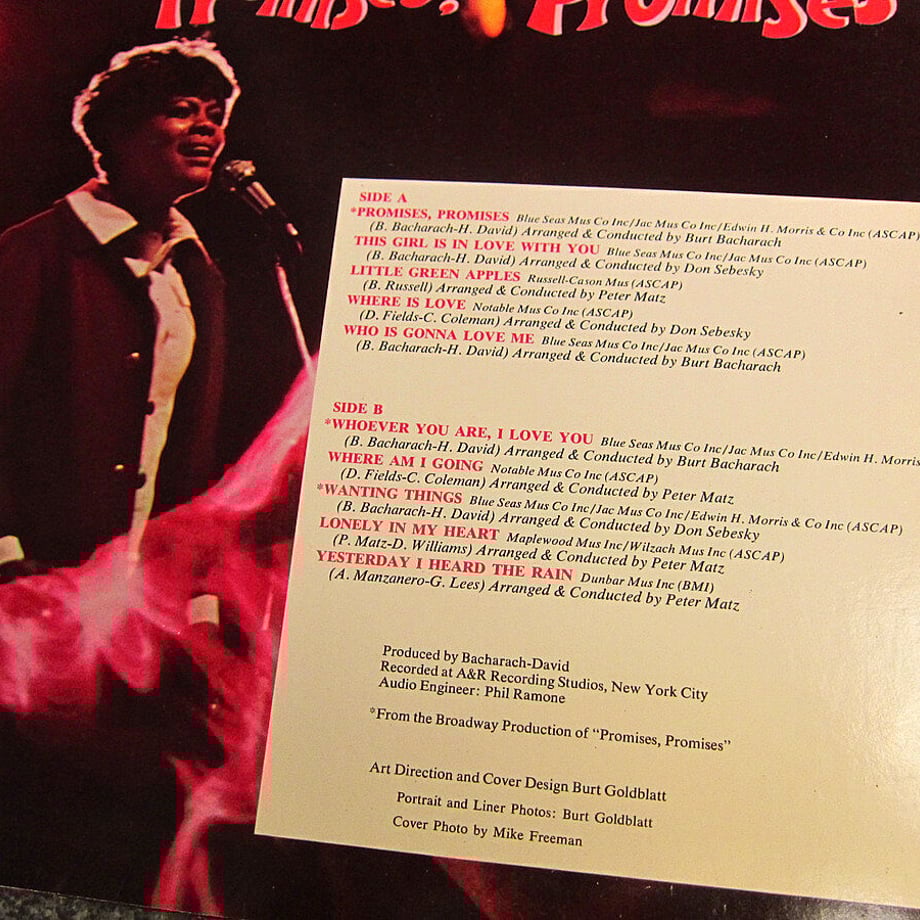 Promises, Promises
SIDE A
*PROMISES, PROMISES Blue Seas Mus Co Inc/Jac Mus Co Inc/Edwin H. Morris & Co Inc (ASCAP)
(B. Bacharach-H. David) Arranged & Conducted by Burt Bacharach
THIS GIRL IS IN LOVE WITH YOU Blue Seas Mus Co Inc/Jac Mus Co Inc (ASCAP)
(B. Bacharach-H. David) Arranged & Conducted by Don Sebesky
LITTLE GREEN APPLES Russell-Cason Mus (ASCAP)
(B. Russell) Arranged & Conducted by Peter Matz
WHERE IS LOVE Notable Mus Co Inc (ASCAP)
(D. Fields-C. Coleman) Arranged & Conducted by Don Sebesky
WHO IS GONNA LOVE ME Blue Seas Mus Co Inc/Jac Mus Co Inc (ASCAP)
(B. Bacharach-H. David) Arranged & Conducted by Burt Bacharach
SIDE B
*WHOEVER YOU ARE, I LOVE YOU Blue Seas Mus Co Inc/Jac Mus Co Inc/Edwin H. Morris
(B. Bacharach-H. David) Arranged & Conducted by Burt Bacharach
WHERE AM I GOING Notable Mus Co Inc (ASCAP)
(D. Fields-C. Coleman) Arranged & Conducted by Peter Matz
*WANTING THINGS Blue Seas Mus Co Inc/Jac Mus Co Inc/Edwin H. Morris & Co Inc (ASCAP)
(B. Bacharach-H. David) Arranged & Conducted by Don Sebesky
LONELY IN MY HEART Maplewood Mus Inc/Wilzach Mus Inc (ASCAP)
(P. Matz-D. Williams) Arranged & Conducted by Peter Matz
YESTERDAY I HEARD THE RAIN Dunbar Mus Inc (BMI)
(A. Manzanero-G. Lees) Arranged & Conducted by Peter Matz
Produced by Bacharach-David
Recorded at A&R Recording Studios, New York City
Audio Engineer: Phil Ramone
*From the Broadway Production of "Promises, Promises"
Art Direction and Cover Design Burt Goldblatt
Portrait and Liner Photos: Burt Goldblatt
Cover Photo by Mike Freeman